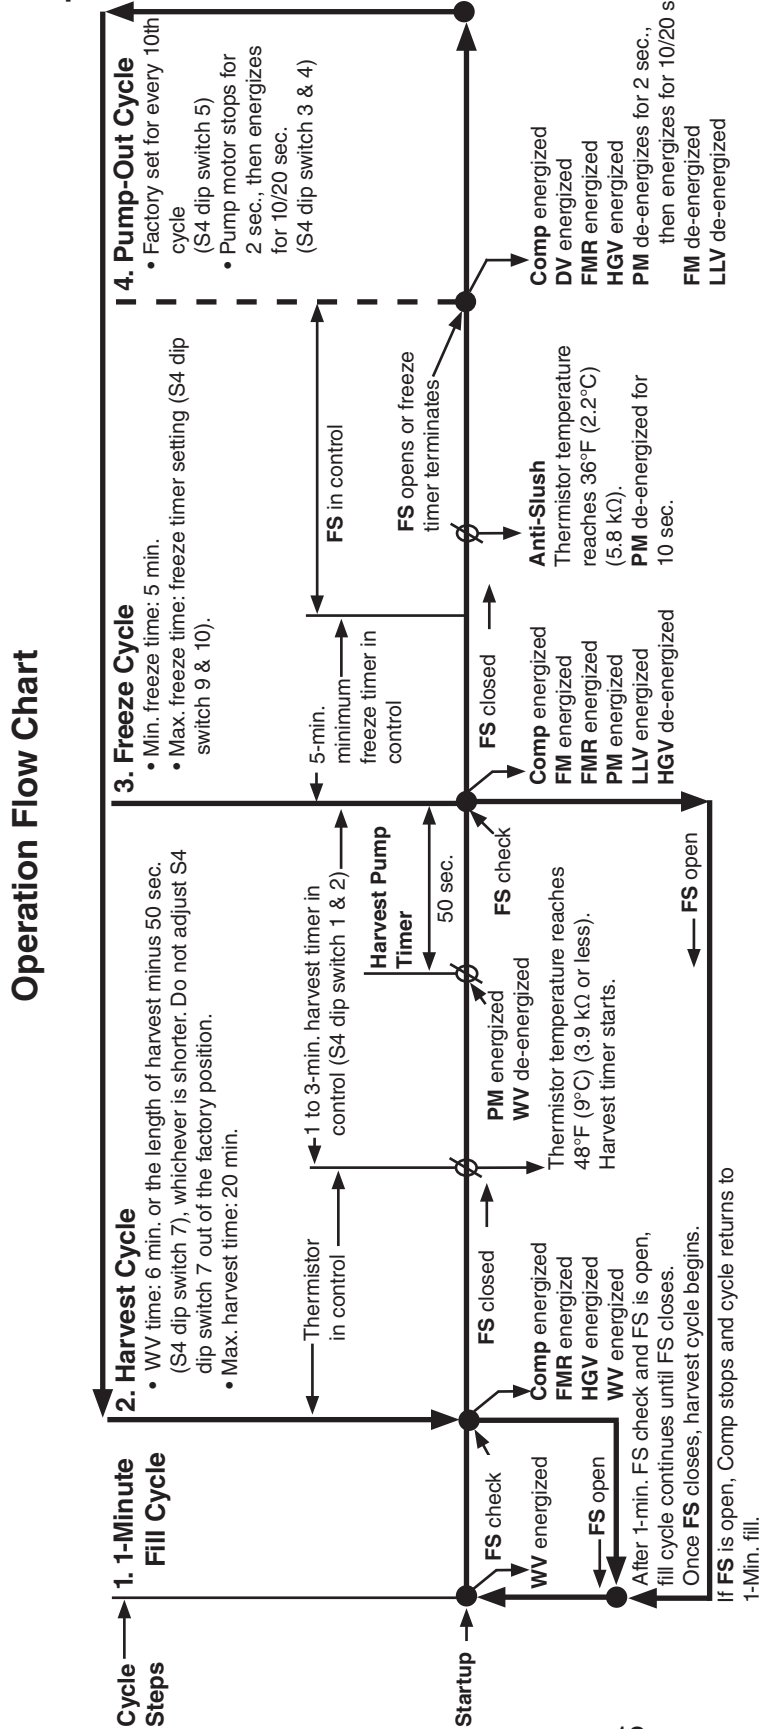 Operation Flow Chart
Cycle
Steps
1. 1-Minute
Fill Cycle
2. Harvest Cycle
• WV time: 6 min. or the length of harvest minus 50 sec.
(S4 dip switch 7), whichever is shorter. Do not adjust S4
dip switch 7 out of the factory position.
• Max. harvest time: 20 min.
3. Freeze Cycle
• Min. freeze time: 5 min.
• Max. freeze time: freeze timer setting (S4 dip
switch 9 & 10).
4. Pump-Out Cycle
• Factory set for every 10th
cycle
(S4 dip switch 5)
• Pump motor stops for
2 sec., then energizes
for 10/20 sec.
(S4 dip switch 3 & 4)
Thermistor
in control
1 to 3-min. harvest timer in
control (S4 dip switch 1 & 2)
Harvest Pump
Timer
50 sec.
5-min.
minimum
freeze timer in
control
FS in control
FS opens or freeze
timer terminates
Startup
FS check
WV energized
FS closed
Comp energized
FMR energized
HGV energized
WV energized
PM energized
WV de-energized
Thermistor temperature reaches
48°F (9°C) (3.9 kΩ or less).
Harvest timer starts.
FS check
FS closed
Comp energized
FM energized
FMR energized
PM energized
LLV energized
HGV de-energized
Anti-Slush
Thermistor temperature
reaches 36°F (2.2°C)
(5.8 kΩ).
PM de-energized for
10 sec.
Comp energized
DV energized
FMR energized
HGV energized
PM de-energizes for 2 sec.,
then energizes for 10/20 s
FM de-energized
LLV de-energized
FS open
After 1-min. FS check and FS is open,
fill cycle continues until FS closes.
Once FS closes, harvest cycle begins.
FS open
If FS is open, Comp stops and cycle returns to
1-Min. fill.